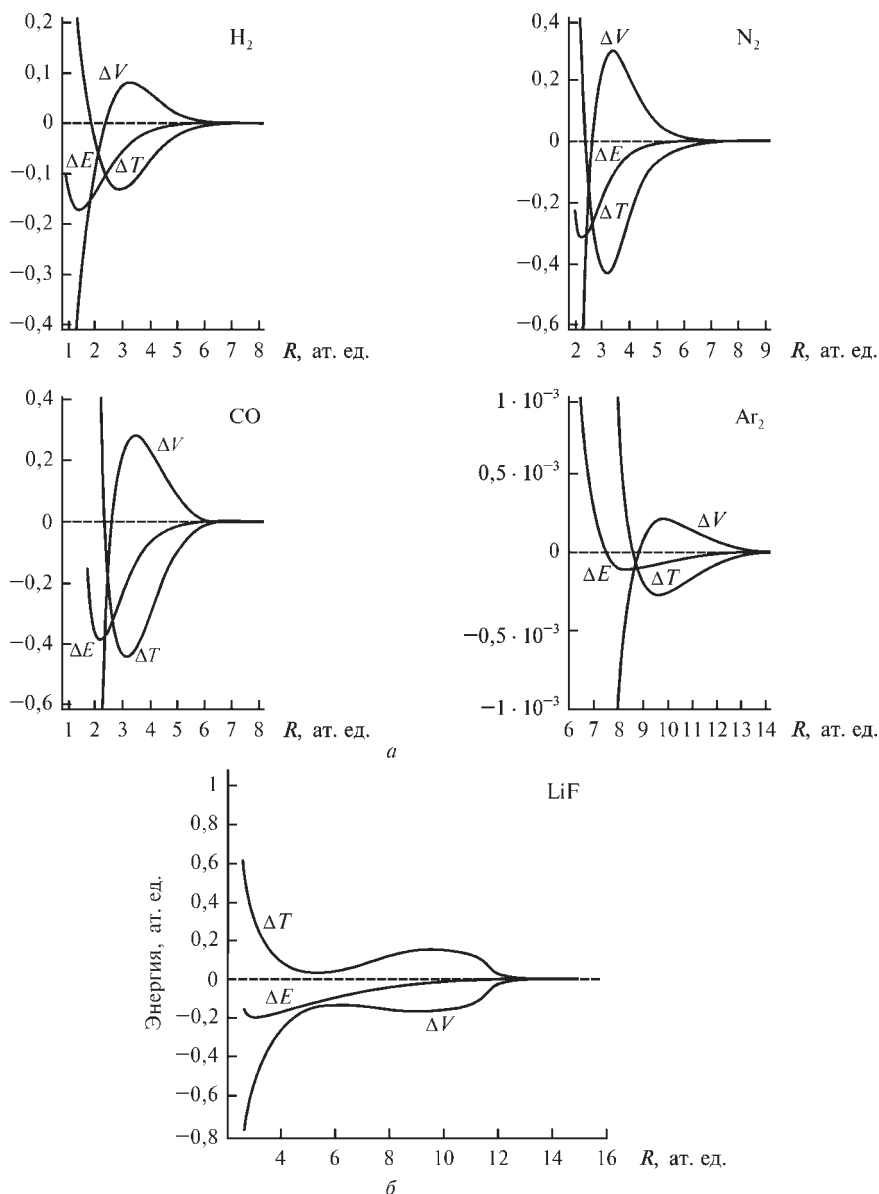 H₂
0,2
0,1
0
−0,1
−0,2
−0,3
−0,4
ΔV
ΔE
ΔT
1 2 3 4 5 6 7 8 R, ат. ед.
N₂
0,4
0,2
0
−0,2
−0,4
−0,6
ΔV
ΔE
ΔT
2 3 4 5 6 7 8 9 R, ат. ед.
CO
0,4
0,2
0
−0,2
−0,4
−0,6
ΔV
ΔE
ΔT
1 2 3 4 5 6 7 8 R, ат. ед.
Ar₂
1 · 10⁻³
0,5 · 10⁻³
0
−0,5 · 10⁻³
−1 · 10⁻³
ΔV
ΔE
ΔT
6 7 8 9 10 11 12 13 14 R, ат. ед.
а
LiF
Энергия, ат. ед.
1
0,8
0,6
0,4
0,2
0
−0,2
−0,4
−0,6
−0,8
ΔT
ΔE
ΔV
4 6 8 10 12 14 16 R, ат. ед.
б